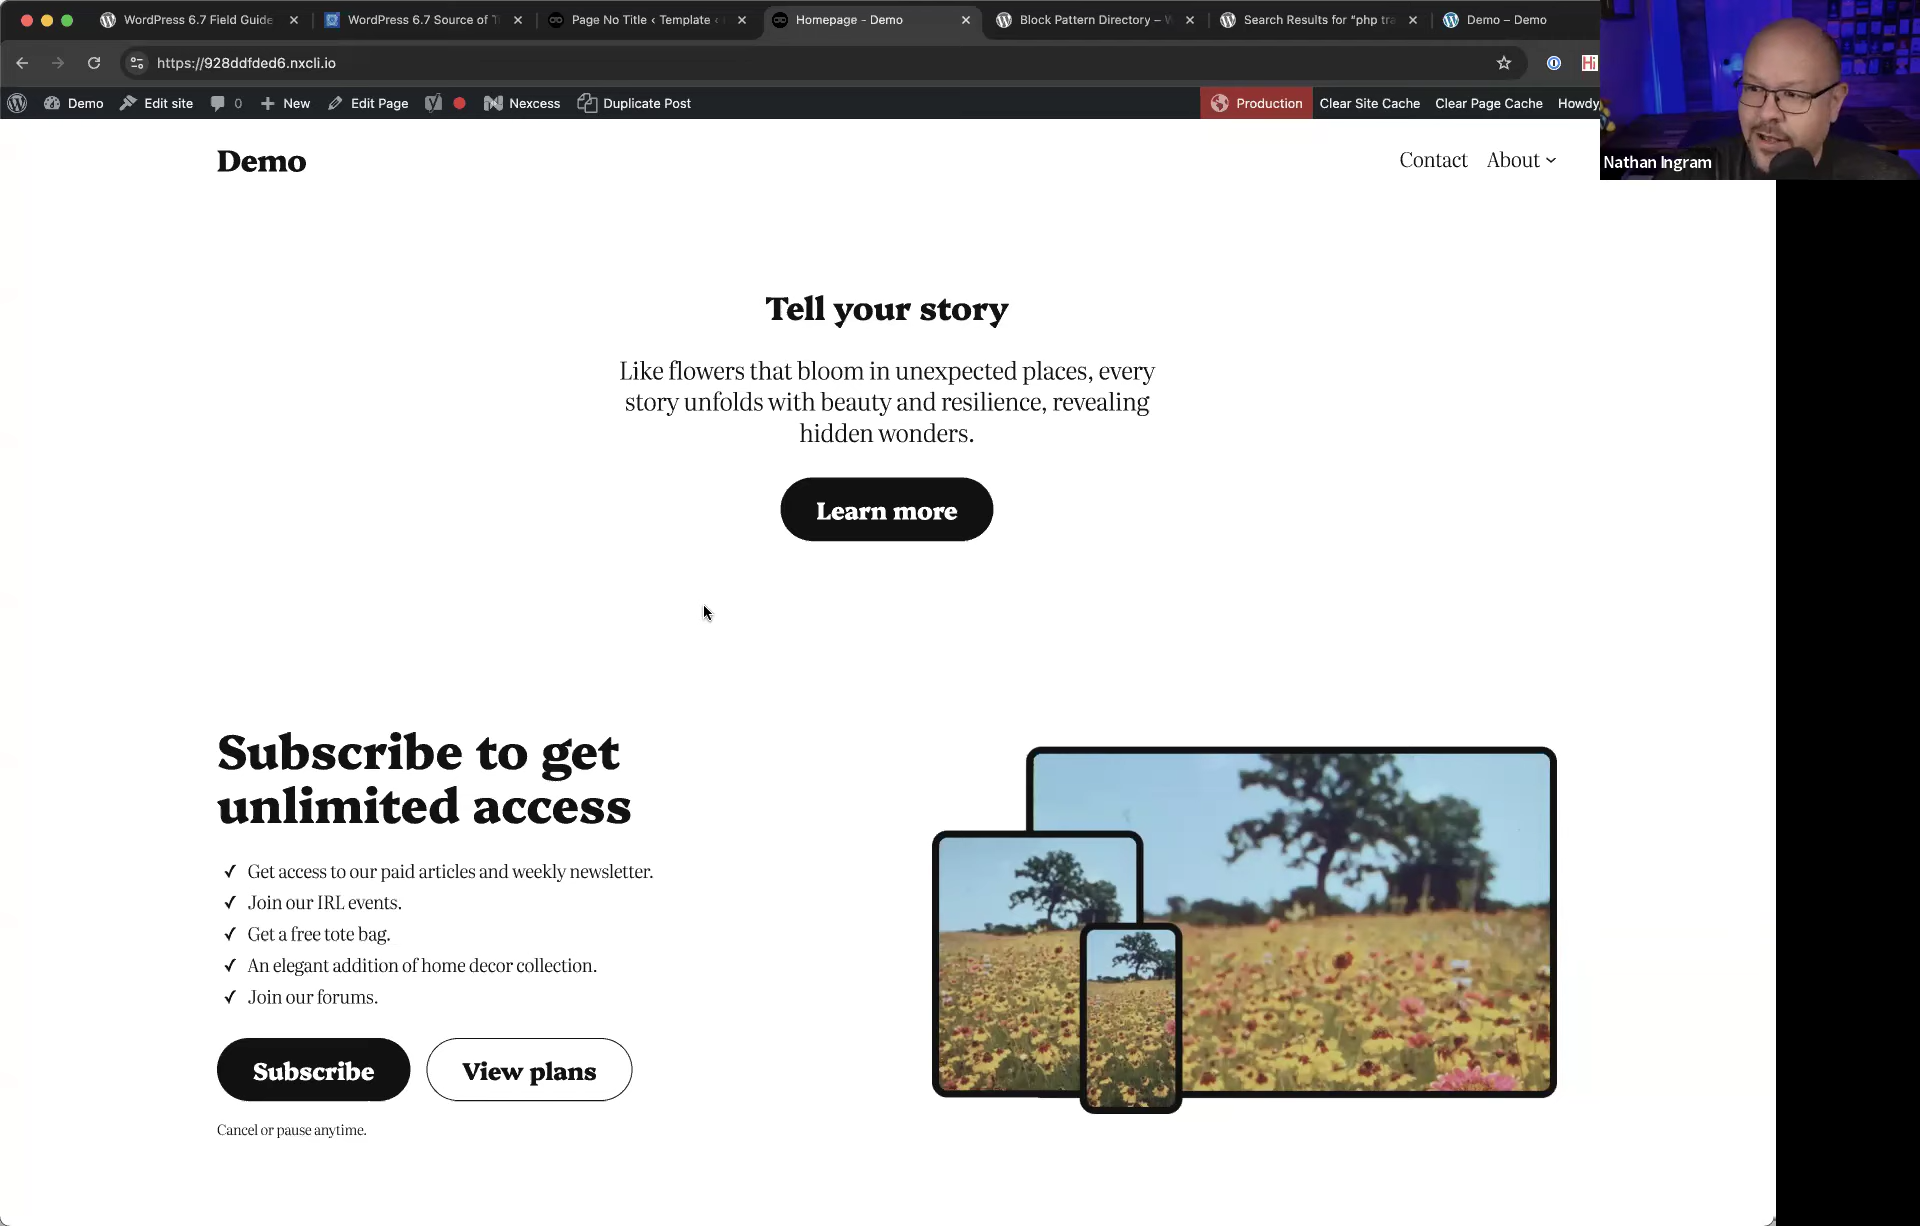 WordPress 6.7 Field Guide
WordPress 6.7 Source of T
Page No Title ‹ Template ‹
Homepage - Demo
Block Pattern Directory –
Search Results for "php tra
Demo – Demo
https://928ddfded6.nxcli.io
Hi
Demo
Edit site
0
New
Edit Page
Nexcess
Duplicate Post
Production
Clear Site Cache
Clear Page Cache
Howdy
Nathan Ingram
Demo
Contact
About
Tell your story
Like flowers that bloom in unexpected places, every
story unfolds with beauty and resilience, revealing
hidden wonders.
Learn more
Subscribe to get
unlimited access
✓ Get access to our paid articles and weekly newsletter.
✓ Join our IRL events.
✓ Get a free tote bag.
✓ An elegant addition of home decor collection.
✓ Join our forums.
Subscribe
View plans
Cancel or pause anytime.